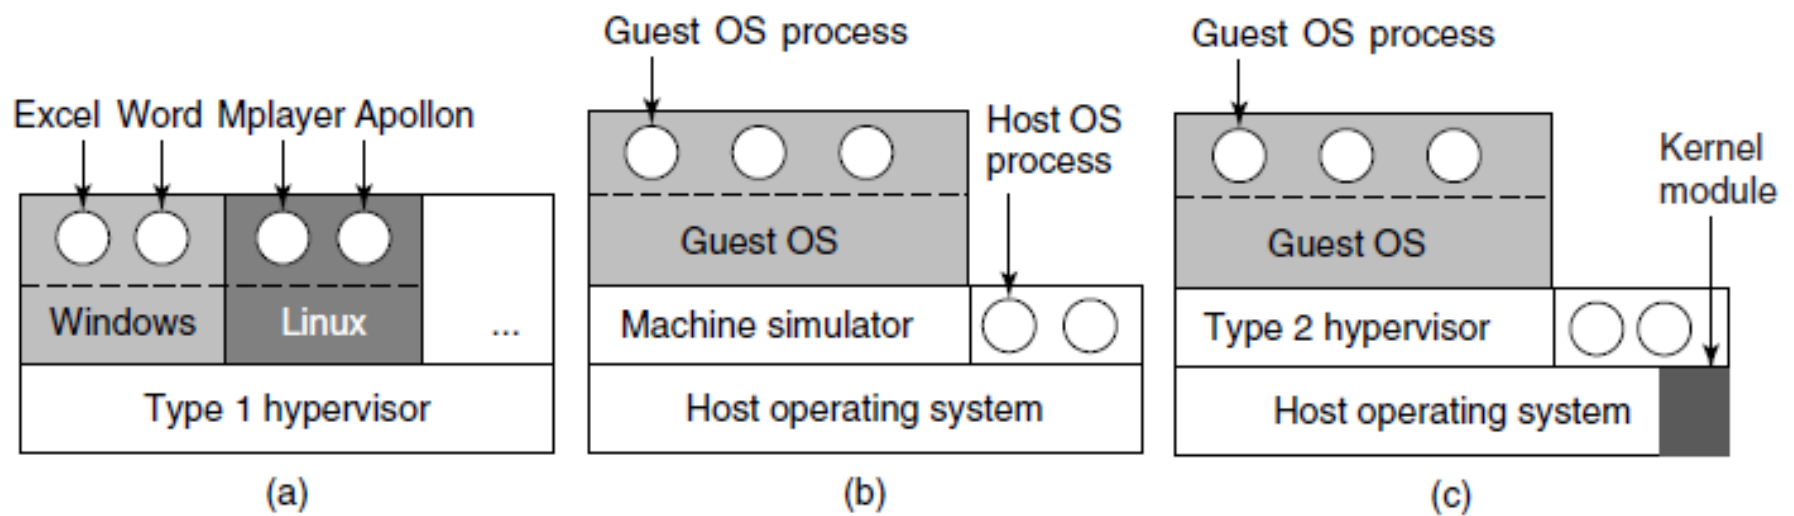 Excel Word Mplayer Apollon
Windows
Linux
...
Type 1 hypervisor
(a)
Guest OS process
Host OS
process
Guest OS
Machine simulator
Host operating system
(b)
Guest OS process
Kernel
module
Guest OS
Type 2 hypervisor
Host operating system
(c)